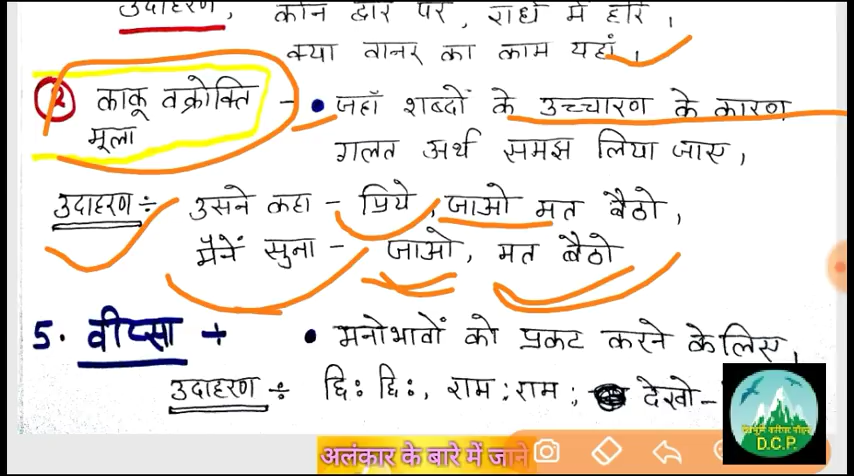 उदाहरण, कौन द्वार पर, राधे में हरि,
क्या वानर का काम यहां,
② काकू वक्रोक्ति मूला - • जहाँ शब्दों के उच्चारण के कारण
गलत अर्थ समझ लिया जाए,
उदाहरण ÷ उसने कहा - प्रिये, जाओ मत बैठो,
मैनें सुना - जाओ, मत बैठो
5. वीप्सा + • मनोभावों को प्रकट करने के लिए,
उदाहरण ÷ छिः छिः, राम : राम ; देखो -
D.C.P.
अलंकार के बारे में जाने